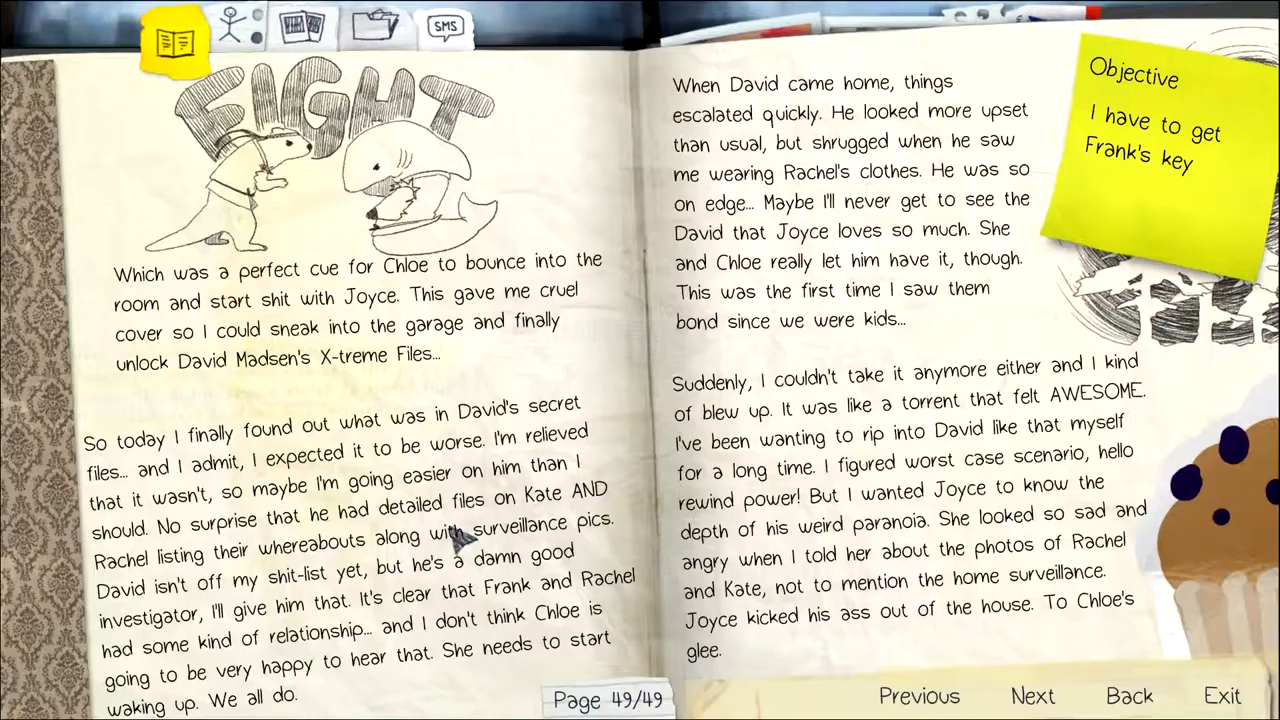 SMS
FIGHT
Which was a perfect cue for Chloe to bounce into the
room and start shit with Joyce. This gave me cruel
cover so I could sneak into the garage and finally
unlock David Madsen's X-treme Files...
So today I finally found out what was in David's secret
files... and I admit, I expected it to be worse. I'm relieved
that it wasn't, so maybe I'm going easier on him than I
should. No surprise that he had detailed files on Kate AND
Rachel listing their whereabouts along with surveillance pics.
David isn't off my shit-list yet, but he's a damn good
investigator, I'll give him that. It's clear that Frank and Rachel
had some kind of relationship... and I don't think Chloe is
going to be very happy to hear that. She needs to start
waking up. We all do.
When David came home, things
escalated quickly. He looked more upset
than usual, but shrugged when he saw
me wearing Rachel's clothes. He was so
on edge... Maybe I'll never get to see the
David that Joyce loves so much. She
and Chloe really let him have it, though.
This was the first time I saw them
bond since we were kids...
Suddenly, I couldn't take it anymore either and I kind
of blew up. It was like a torrent that felt AWESOME.
I've been wanting to rip into David like that myself
for a long time. I figured worst case scenario, hello
rewind power! But I wanted Joyce to know the
depth of his weird paranoia. She looked so sad and
angry when I told her about the photos of Rachel
and Kate, not to mention the home surveillance.
Joyce kicked his ass out of the house. To Chloe's
glee.
Objective
I have to get
Frank's key
Page 49/49
Previous Next Back Exit